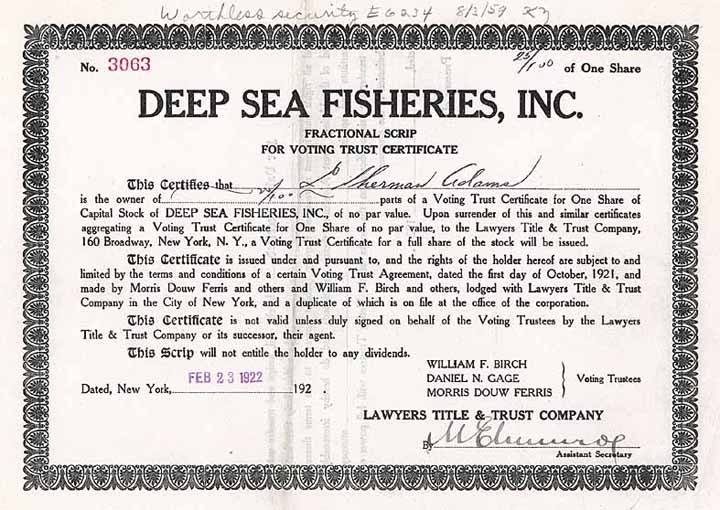 Worthless security E 6234 8/3/59
No. 3063 25/100 of One Share
DEEP SEA FISHERIES, INC.
FRACTIONAL SCRIP
FOR VOTING TRUST CERTIFICATE
This Certifies that L Sherman Adams
is the owner of 25/100 parts of a Voting Trust Certificate for One Share of
Capital Stock of DEEP SEA FISHERIES, INC., of no par value. Upon surrender of this and similar certificates
aggregating a Voting Trust Certificate for One Share of no par value, to the Lawyers Title & Trust Company,
160 Broadway, New York, N. Y., a Voting Trust Certificate for a full share of the stock will be issued.
This Certificate is issued under and pursuant to, and the rights of the holder hereof are subject to and
limited by the terms and conditions of a certain Voting Trust Agreement, dated the first day of October, 1921, and
made by Morris Douw Ferris and others and William F. Birch and others, lodged with Lawyers Title & Trust
Company in the City of New York, and a duplicate of which is on file at the office of the corporation.
This Certificate is not valid unless duly signed on behalf of the Voting Trustees by the Lawyers
Title & Trust Company or its successor, their agent.
This Scrip will not entitle the holder to any dividends.
WILLIAM F. BIRCH
DANIEL N. GAGE Voting Trustees
MORRIS DOUW FERRIS
Dated, New York, FEB 23 1922 192 .
LAWYERS TITLE & TRUST COMPANY
By
Assistant Secretary